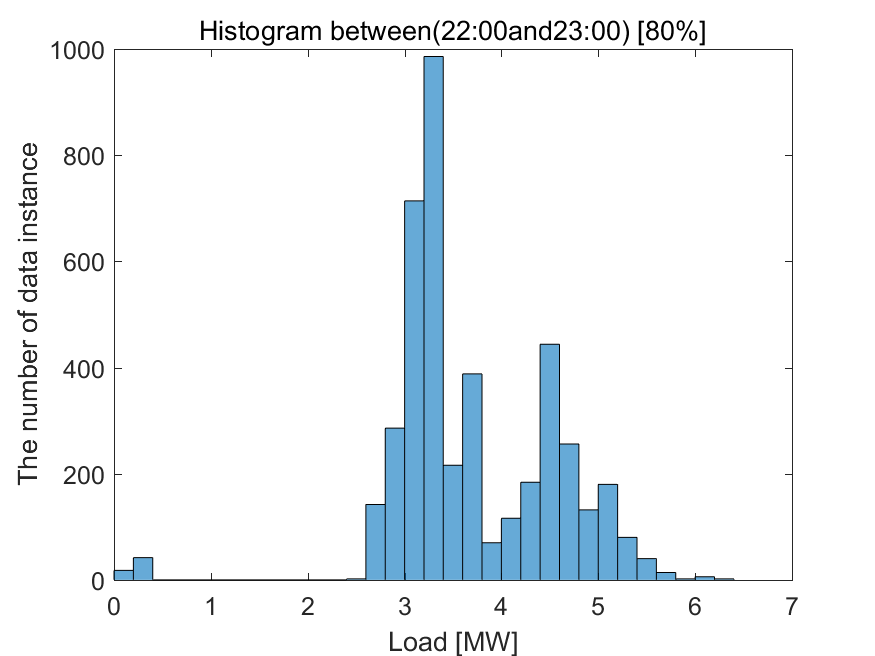 Histogram between(22:00and23:00) [80%]
1000
800
600
400
200
0
The number of data instance
0 1 2 3 4 5 6 7
Load [MW]